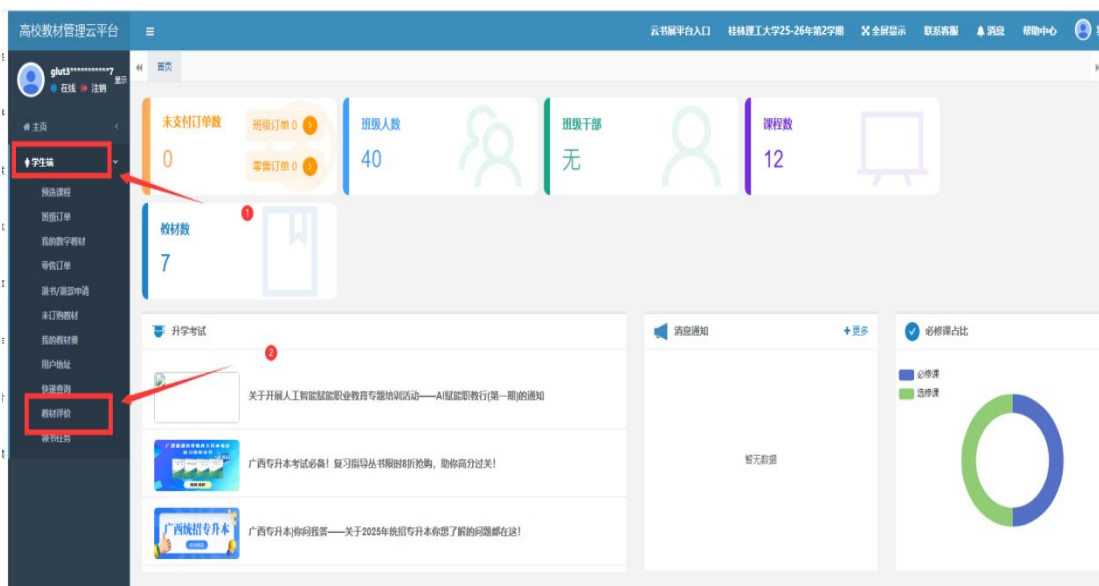 高校教材管理云平台
云书展平台入口 桂林理工大学25-26年第2学期 全屏显示 联系客服 消息 帮助中心
glut3***********7 显示
在线 注销
首页
主页
学生端
预选课程
班级订单
我的数字教材
零售订单
退书/退款申请
未订购教材
我的教材费
用户地址
快递查询
教材评价
读书任务
未支付订单数
0
班级订单 0
零售订单 0
班级人数
40
班级干部
无
课程数
12
1
教材数
7
升学考试
2
关于开展人工智能赋能职业教育专题培训活动——AI赋能职教行(第一期)的通知
广西专升本考试必备！复习指导丛书限时8折抢购，助你高分过关！
广西统招专升本
广西专升本|你问我答——关于2025年统招专升本你想了解的问题都在这！
消息通知 +更多
暂无数据
必修课占比
必修课
选修课